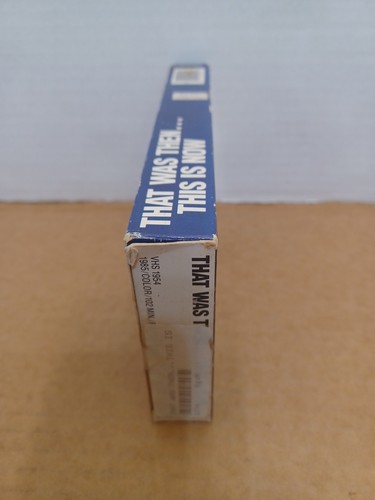 THAT WAS THEN....
THIS IS NOW
THAT WAS T
VHS 1954
1985/COLOR/102 MIN.